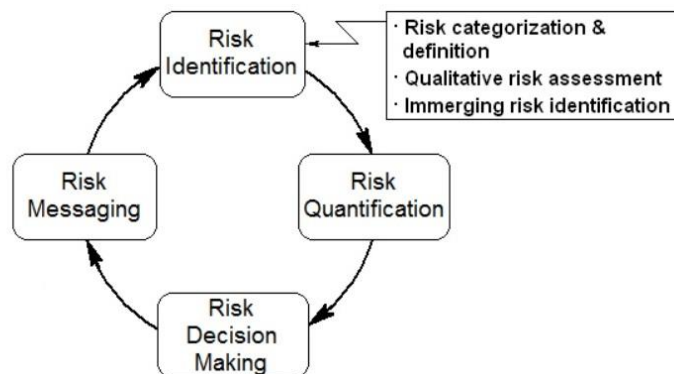 Risk
Identification
· Risk categorization &
definition
· Qualitative risk assessment
· Immerging risk identification
Risk
Quantification
Risk
Decision
Making
Risk
Messaging